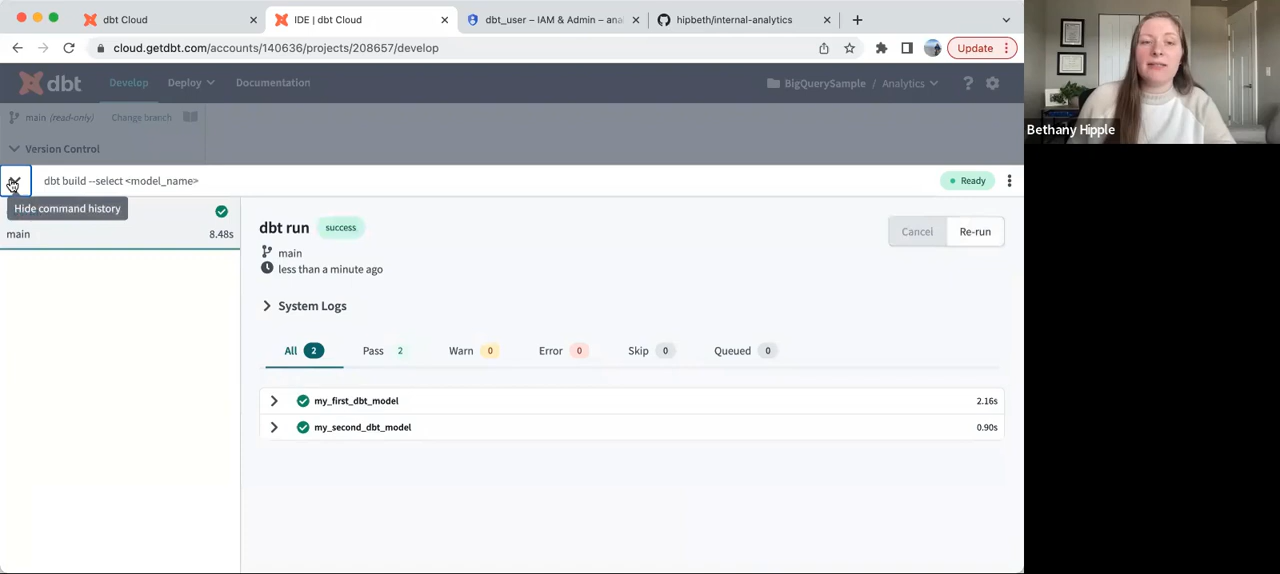 dbt Cloud
IDE | dbt Cloud
dbt_user – IAM & Admin – ana
hipbeth/internal-analytics
cloud.getdbt.com/accounts/140636/projects/208657/develop
Update
dbt
Develop
Deploy
Documentation
BigQuerySample / Analytics
main (read-only)
Change branch
Version Control
dbt build --select <model_name>
Ready
Hide command history
main
8.48s
dbt run
success
main
less than a minute ago
Cancel
Re-run
System Logs
All 2
Pass 2
Warn 0
Error 0
Skip 0
Queued 0
my_first_dbt_model
2.16s
my_second_dbt_model
0.90s
Bethany Hipple